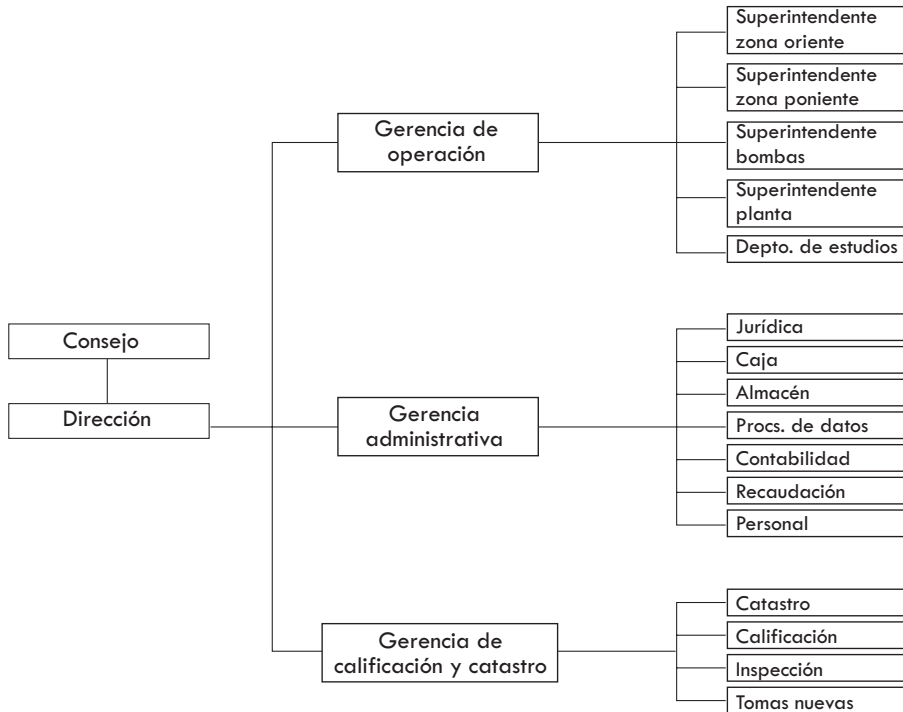 Consejo
Dirección
Gerencia de
operación
Superintendente
zona oriente
Superintendente
zona poniente
Superintendente
bombas
Superintendente
planta
Depto. de estudios
Gerencia
administrativa
Jurídica
Caja
Almacén
Procs. de datos
Contabilidad
Recaudación
Personal
Gerencia de
calificación y catastro
Catastro
Calificación
Inspección
Tomas nuevas